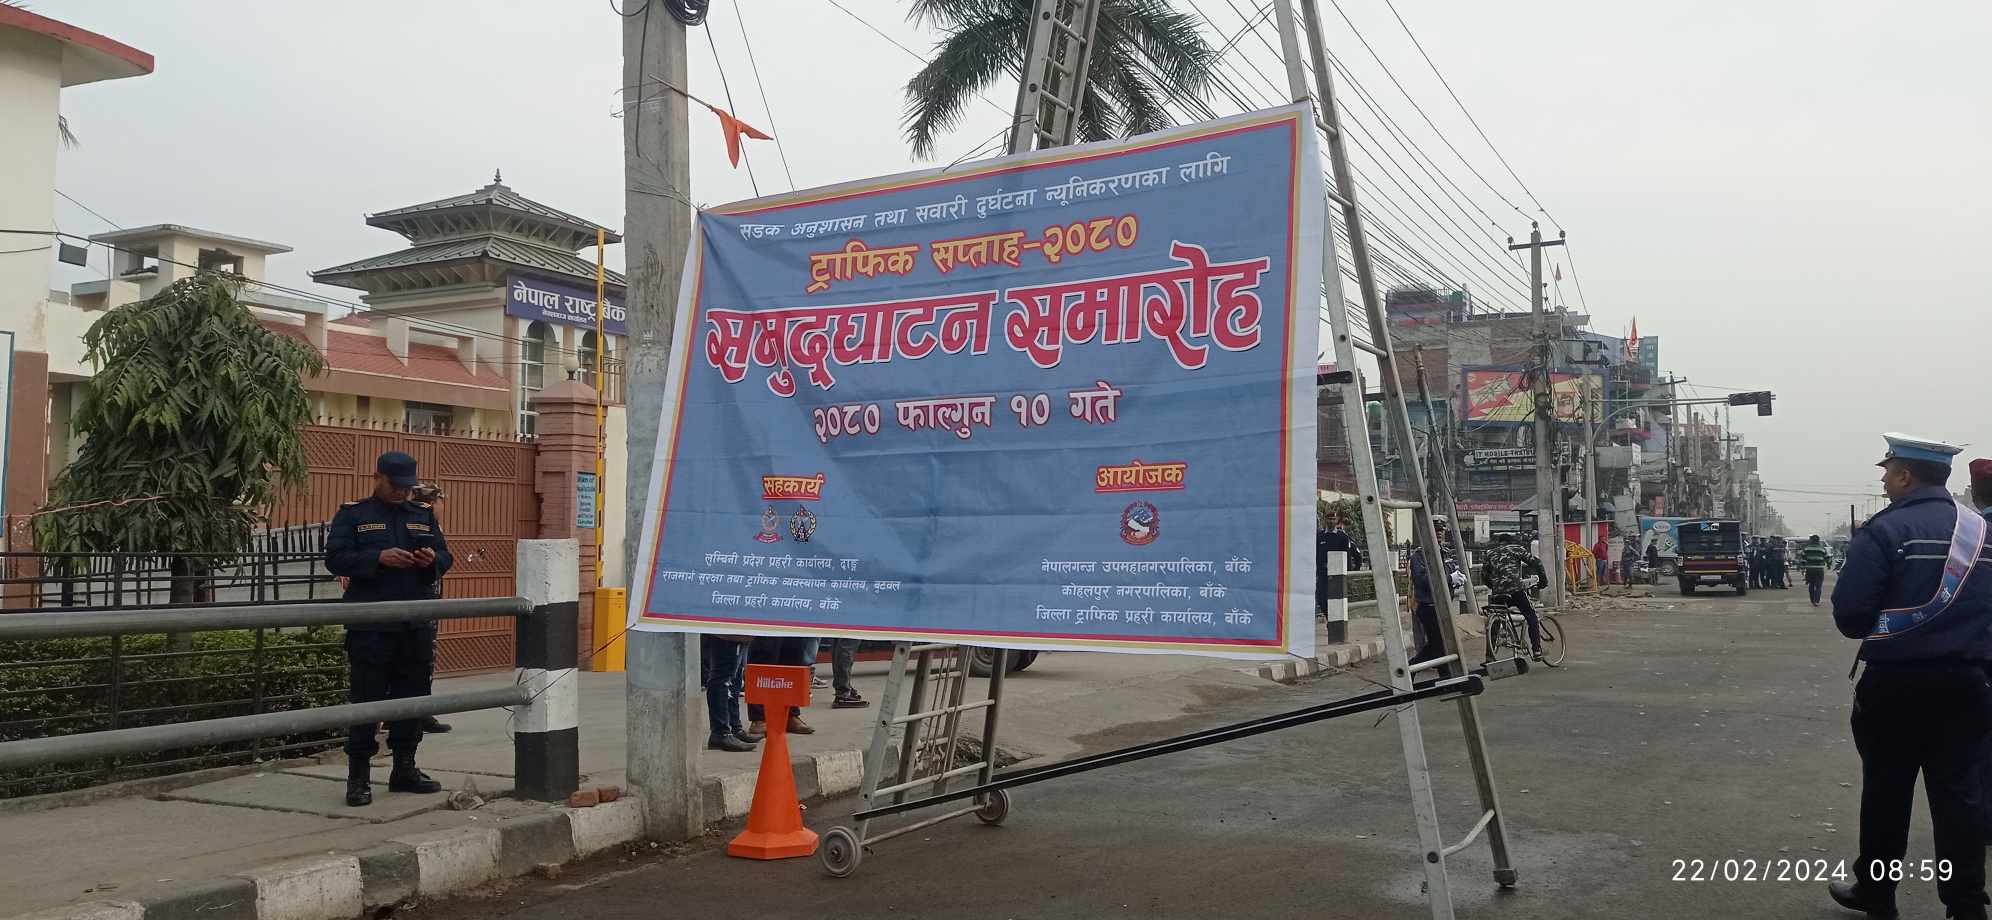 सडक अनुशासन तथा सवारी दुर्घटना न्यूनिकरणका लागि
ट्राफिक सप्ताह-२०८०
समुद्घाटन समारोह
२०८० फाल्गुन १० गते
सहकार्य
लुम्बिनी प्रदेश प्रहरी कार्यालय, दाङ्ग
राजमार्ग सुरक्षा तथा ट्राफिक व्यवस्थापन कार्यालय, बुटवल
जिल्ला प्रहरी कार्यालय, बाँके
आयोजक
नेपालगन्ज उपमहानगरपालिका, बाँके
कोहलपुर नगरपालिका, बाँके
जिल्ला ट्राफिक प्रहरी कार्यालय, बाँके
नेपाल राष्ट्र बैंक
नेपालगन्ज कार्यालय
Hilltake
22/02/2024 08:59